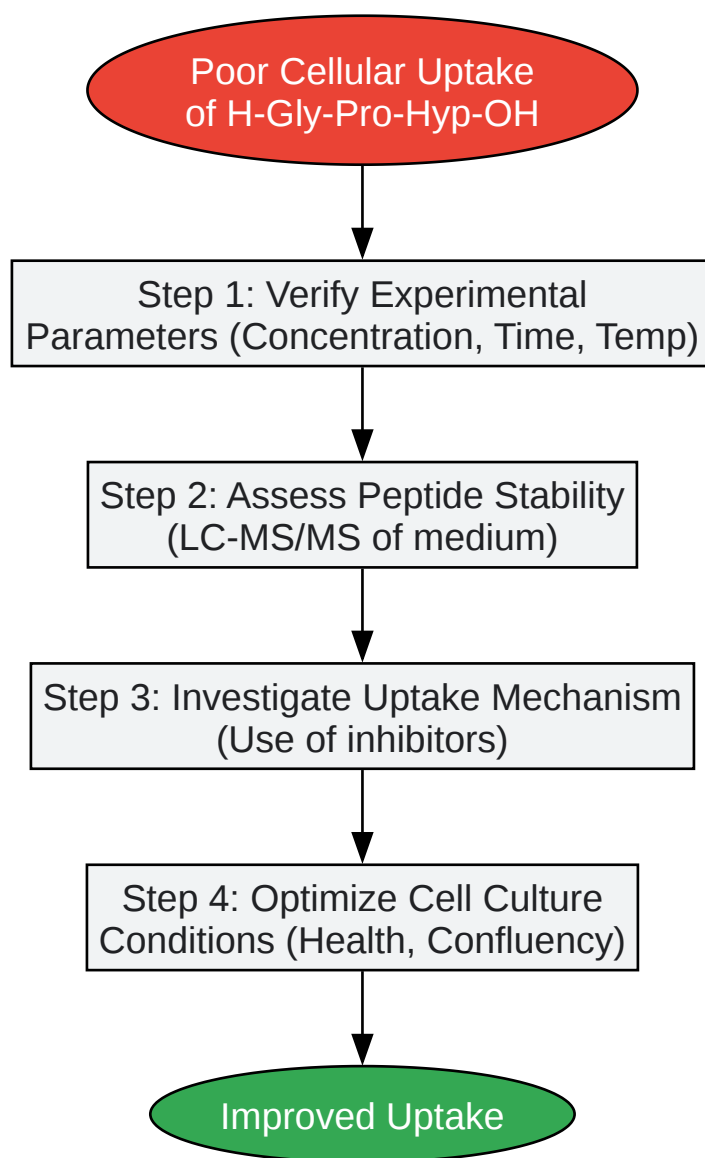 Poor Cellular Uptake
of H-Gly-Pro-Hyp-OH
Step 1: Verify Experimental
Parameters (Concentration, Time, Temp)
Step 2: Assess Peptide Stability
(LC-MS/MS of medium)
Step 3: Investigate Uptake Mechanism
(Use of inhibitors)
Step 4: Optimize Cell Culture
Conditions (Health, Confluency)
Improved Uptake